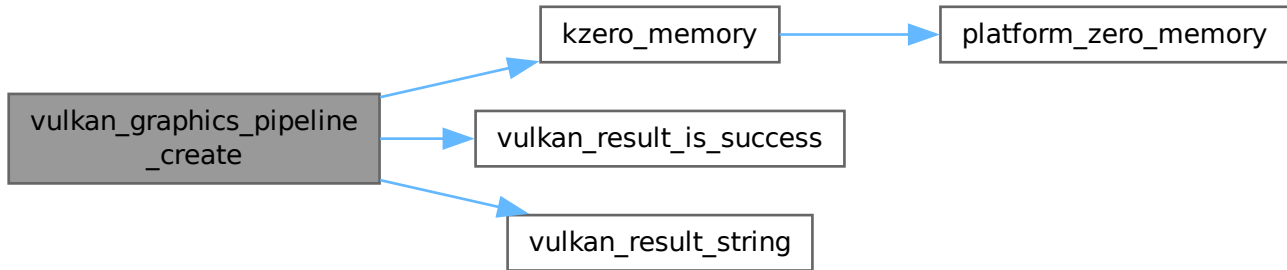 kzero_memory
platform_zero_memory
vulkan_graphics_pipeline
_create
vulkan_result_is_success
vulkan_result_string